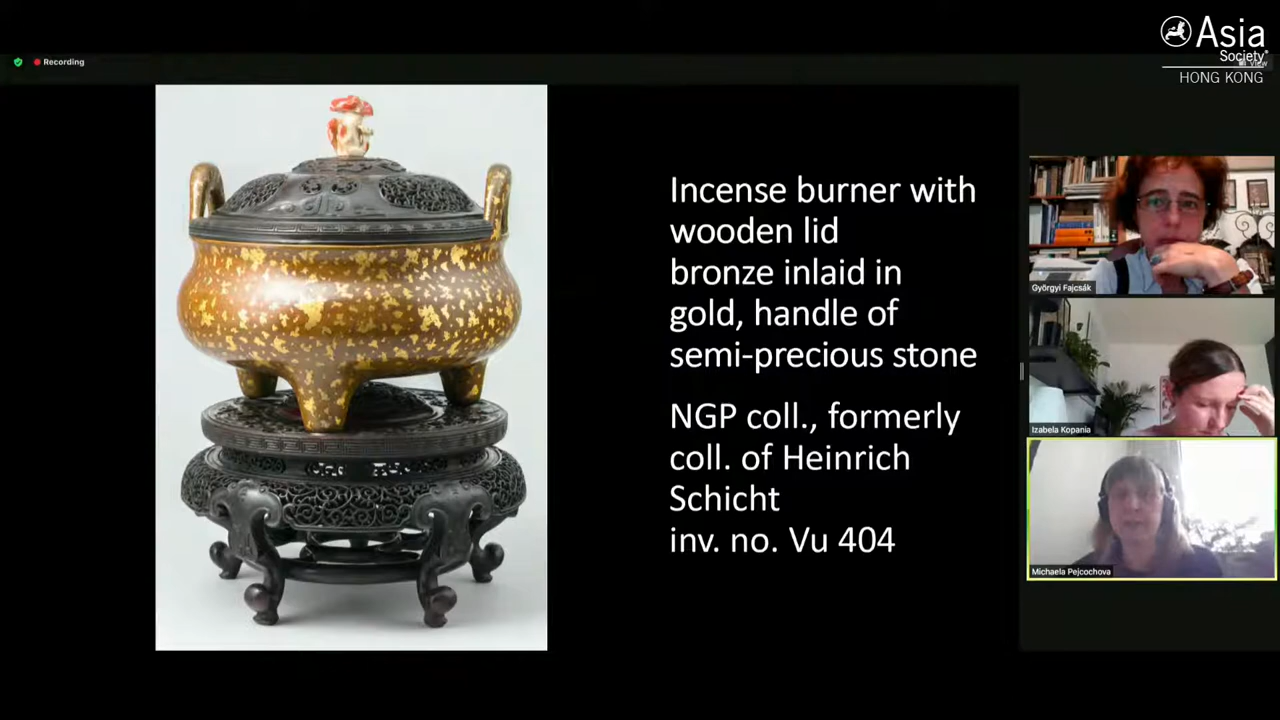 Asia
Society
HONG KONG
Recording
View
Incense burner with
wooden lid
bronze inlaid in
gold, handle of
semi-precious stone
NGP coll., formerly
coll. of Heinrich
Schicht
inv. no. Vu 404
Györgyi Fajcsák
Izabela Kopania
Michaela Pejcochova